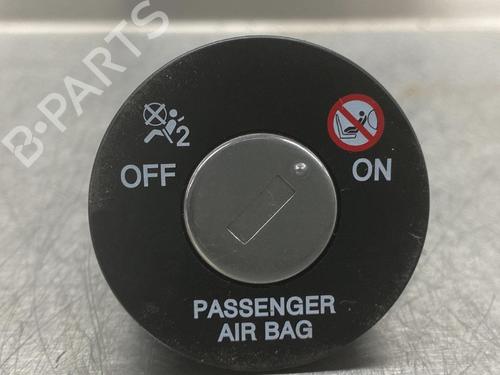 B-PARTS
2
OFF
ON
PASSENGER
AIR BAG